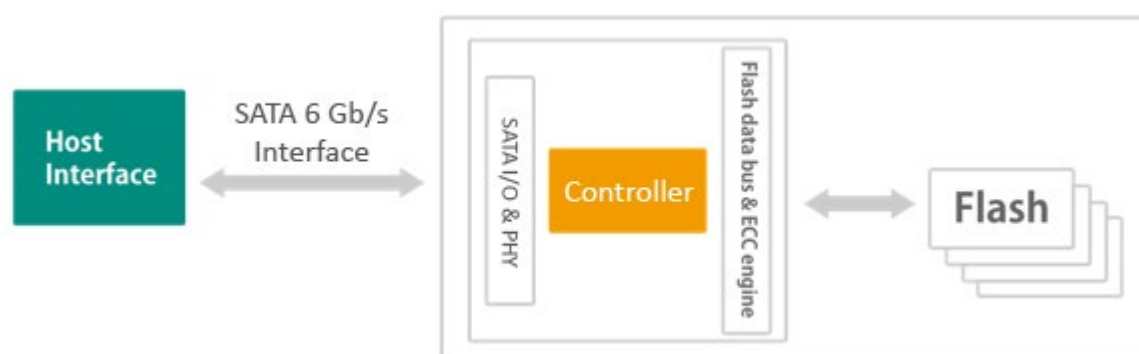 Host
Interface
SATA 6 Gb/s
Interface
SATA I/O & PHY
Controller
Flash data bus & ECC engine
Flash